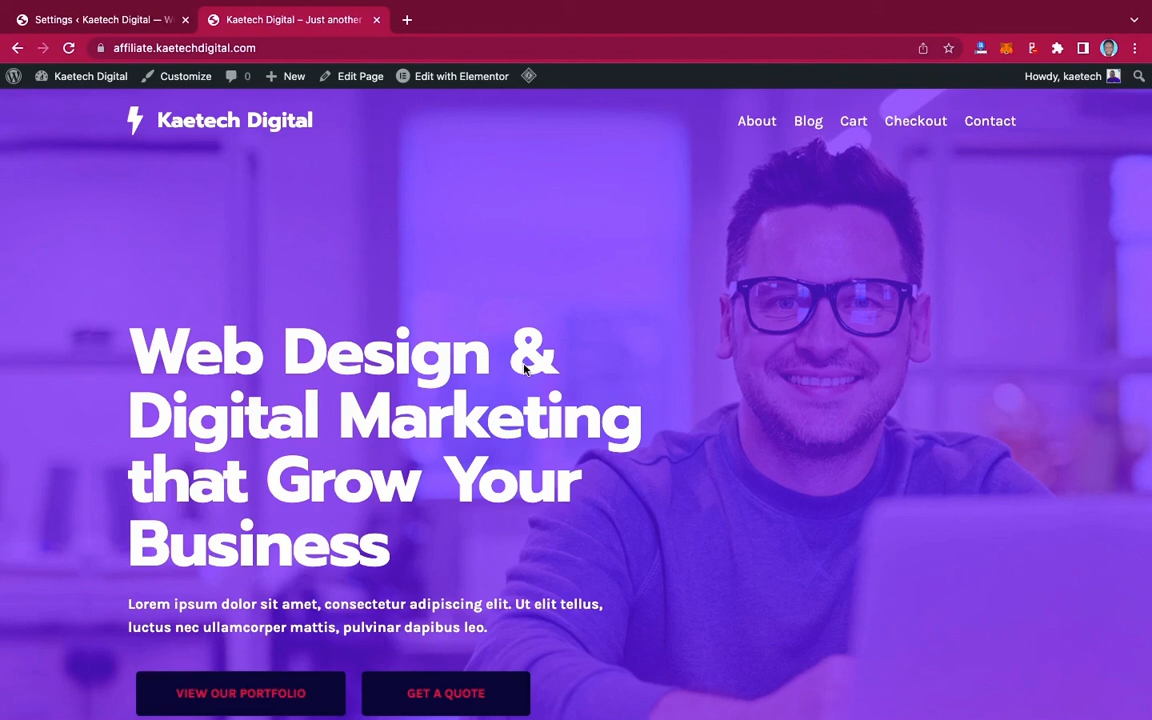 Settings ‹ Kaetech Digital — W
Kaetech Digital – Just another
affiliate.kaetechdigital.com
Kaetech Digital
Customize
0
New
Edit Page
Edit with Elementor
Howdy, kaetech
Kaetech Digital
About
Blog
Cart
Checkout
Contact
Web Design &
Digital Marketing
that Grow Your
Business
Lorem ipsum dolor sit amet, consectetur adipiscing elit. Ut elit tellus,
luctus nec ullamcorper mattis, pulvinar dapibus leo.
VIEW OUR PORTFOLIO
GET A QUOTE